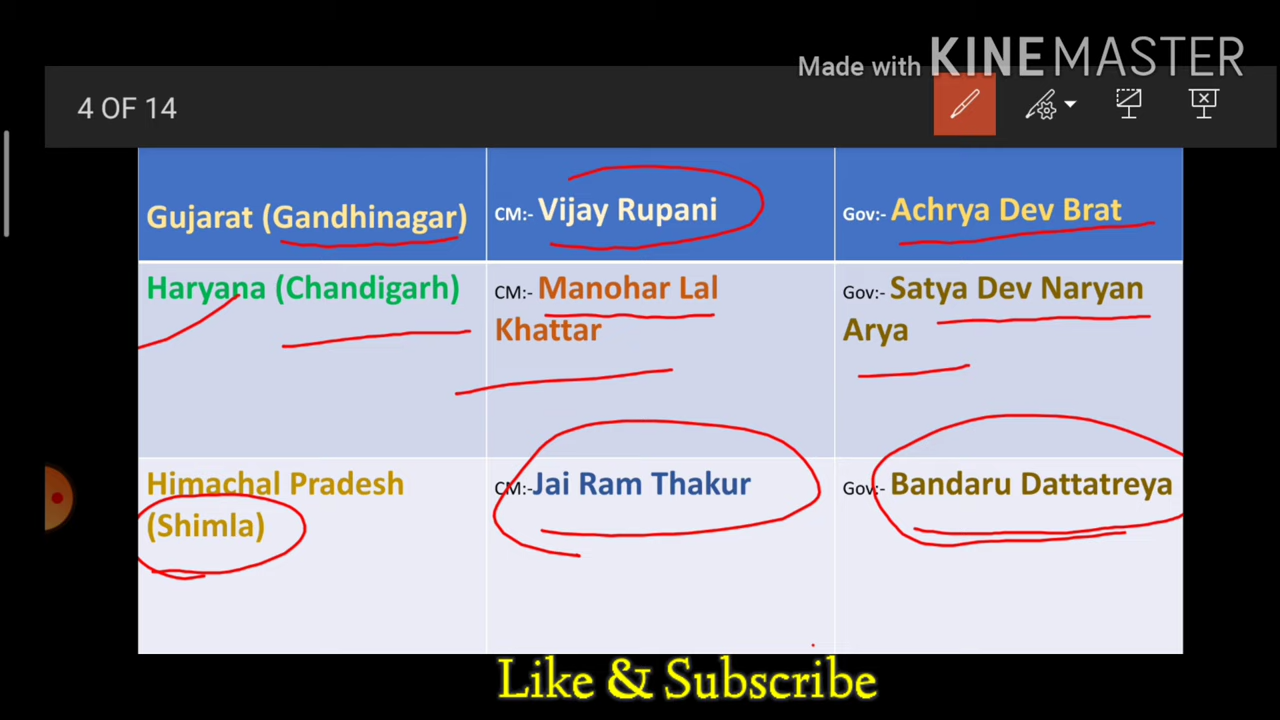 Made with KINEMASTER
4 OF 14
Gujarat (Gandhinagar) CM:- Vijay Rupani Gov:- Achrya Dev Brat
Haryana (Chandigarh) CM:- Manohar Lal Gov:- Satya Dev Naryan
Khattar Arya
Himachal Pradesh CM:-Jai Ram Thakur Gov:- Bandaru Dattatreya
(Shimla)
Like & Subscribe